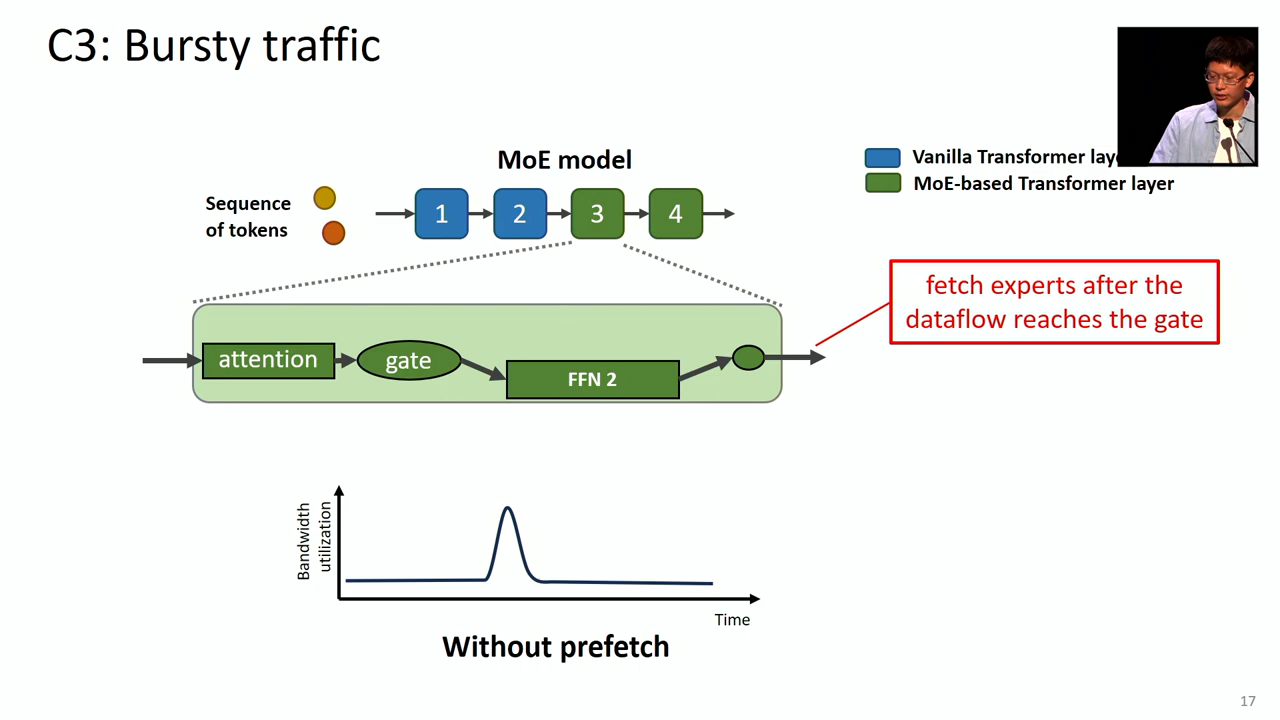 C3: Bursty traffic
MoE model
Vanilla Transformer
MoE-based Transformer layer
Sequence
of tokens
1
2
3
4
fetch experts after the
dataflow reaches the gate
attention
gate
FFN 2
Bandwidth
utilization
Time
Without prefetch
17